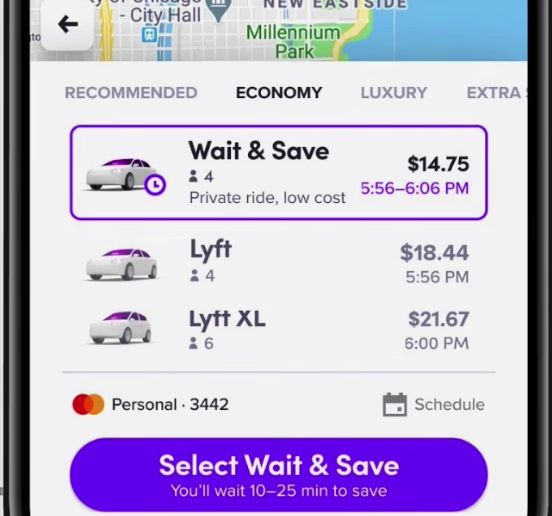 - City Hall
NEW EASTSIDE
Millennium
Park
RECOMMENDED ECONOMY LUXURY EXTRA
Wait & Save
4
Private ride, low cost
$14.75
5:56–6:06 PM
Lyft
4
$18.44
5:56 PM
Lyft XL
6
$21.67
6:00 PM
Personal · 3442
Schedule
Select Wait & Save
You'll wait 10–25 min to save